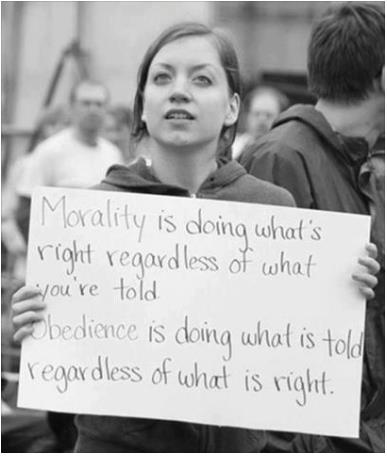 Morality is doing what's
right regardless of what
you're told
Obedience is doing what is told
regardless of what is right.